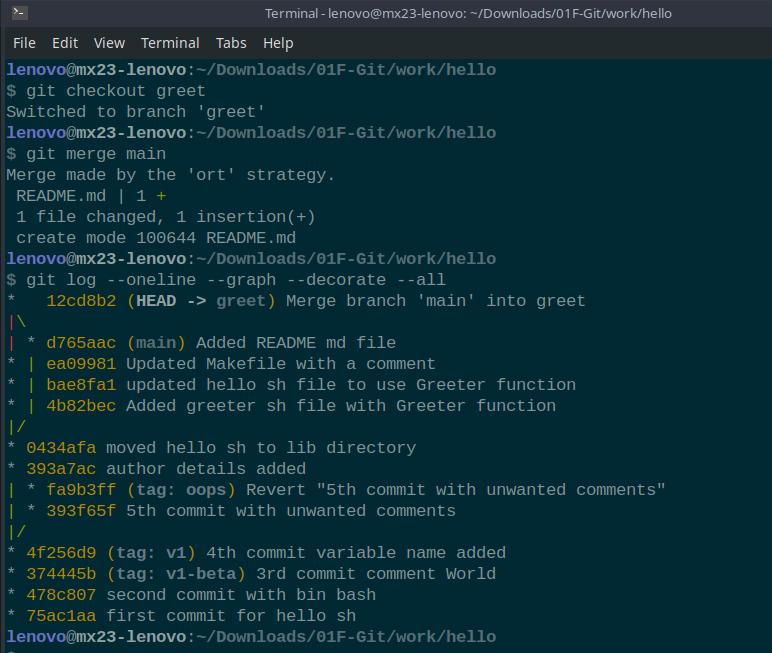 Terminal - lenovo@mx23-lenovo: ~/Downloads/01F-Git/work/hello
File Edit View Terminal Tabs Help
lenovo@mx23-lenovo:~/Downloads/01F-Git/work/hello
$ git checkout greet
Switched to branch 'greet'
lenovo@mx23-lenovo:~/Downloads/01F-Git/work/hello
$ git merge main
Merge made by the 'ort' strategy.
 README.md | 1 +
 1 file changed, 1 insertion(+)
 create mode 100644 README.md
lenovo@mx23-lenovo:~/Downloads/01F-Git/work/hello
$ git log --oneline --graph --decorate --all
*   12cd8b2 (HEAD -> greet) Merge branch 'main' into greet
|\
| * d765aac (main) Added README md file
* | ea09981 Updated Makefile with a comment
* | bae8fa1 updated hello sh file to use Greeter function
* | 4b82bec Added greeter sh file with Greeter function
|/
* 0434afa moved hello sh to lib directory
* 393a7ac author details added
| * fa9b3ff (tag: oops) Revert "5th commit with unwanted comments"
| * 393f65f 5th commit with unwanted comments
|/
* 4f256d9 (tag: v1) 4th commit variable name added
* 374445b (tag: v1-beta) 3rd commit comment World
* 478c807 second commit with bin bash
* 75ac1aa first commit for hello sh
lenovo@mx23-lenovo:~/Downloads/01F-Git/work/hello